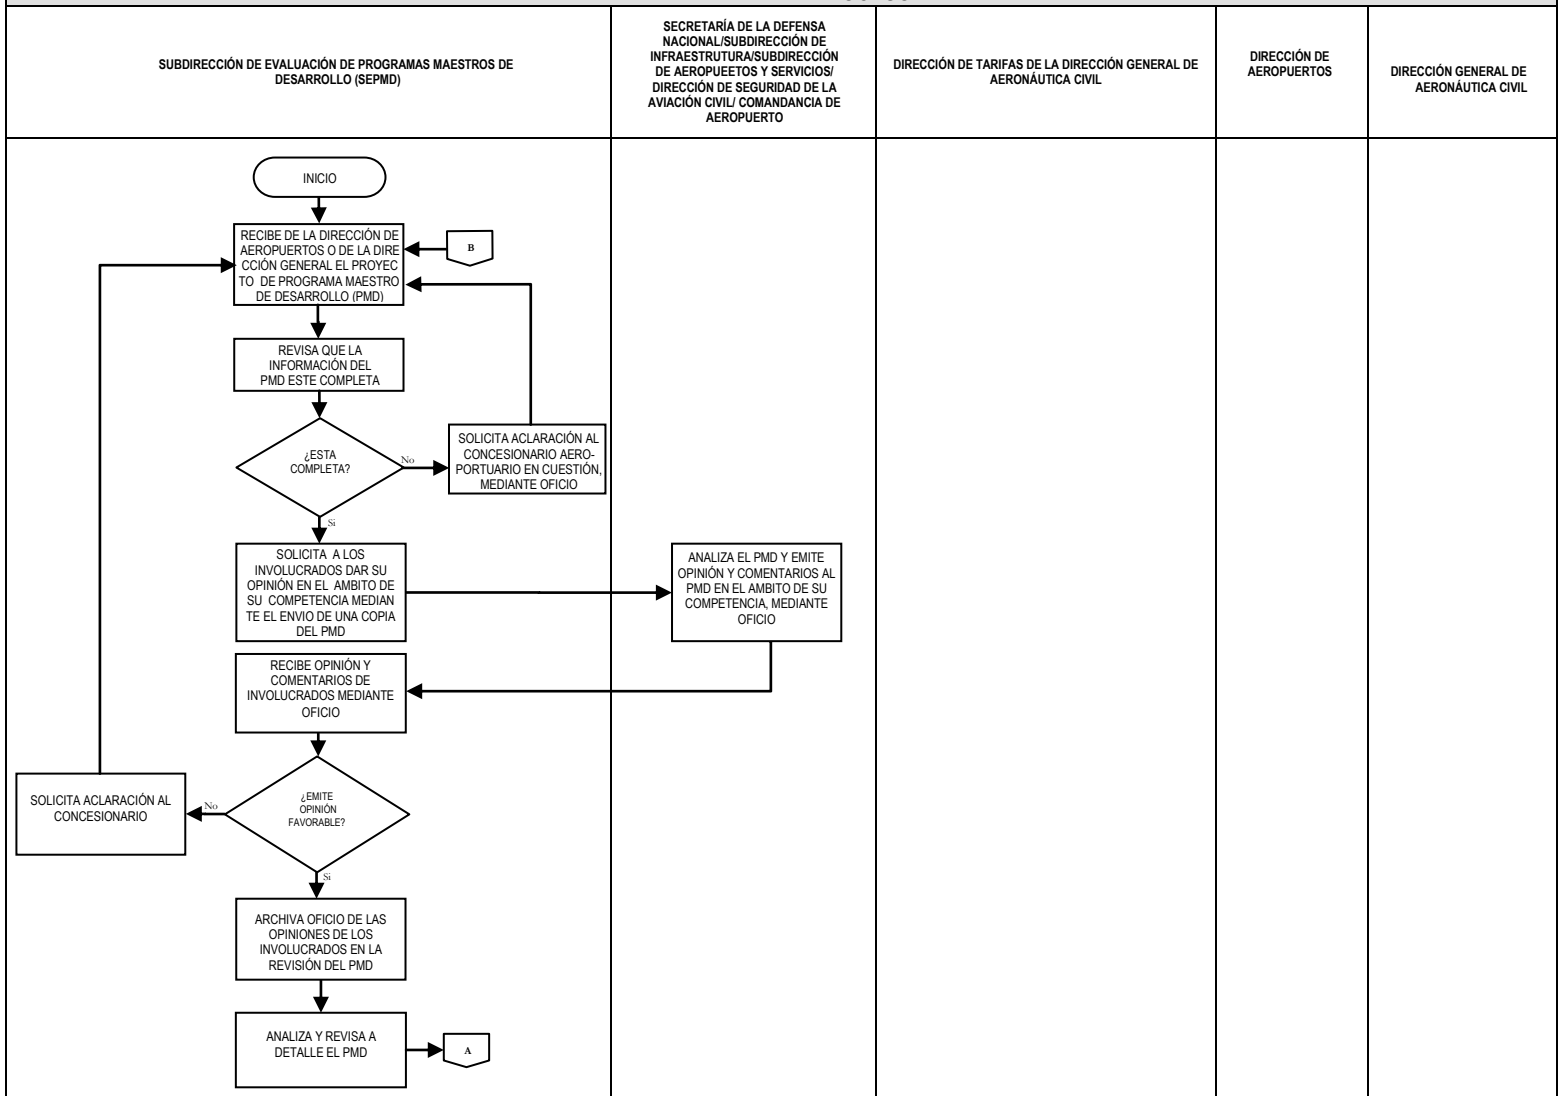 SUBDIRECCIÓN DE EVALUACIÓN DE PROGRAMAS MAESTROS DE
DESARROLLO (SEPMD)
SECRETARÍA DE LA DEFENSA
NACIONAL/SUBDIRECCIÓN DE
INFRAESTRUTURA/SUBDIRECCIÓN
DE AEROPUEETOS Y SERVICIOS/
DIRECCIÓN DE SEGURIDAD DE LA
AVIACIÓN CIVIL/ COMANDANCIA DE
AEROPUERTO
DIRECCIÓN DE TARIFAS DE LA DIRECCIÓN GENERAL DE
AERONÁUTICA CIVIL
DIRECCIÓN DE
AEROPUERTOS
DIRECCIÓN GENERAL DE
AERONÁUTICA CIVIL
INICIO
RECIBE DE LA DIRECCIÓN DE
AEROPUERTOS O DE LA DIRE
CCIÓN GENERAL EL PROYEC
TO DE PROGRAMA MAESTRO
DE DESARROLLO (PMD)
B
REVISA QUE LA
INFORMACIÓN DEL
PMD ESTE COMPLETA
¿ESTA
COMPLETA?
No
SOLICITA ACLARACIÓN AL
CONCESIONARIO AERO-
PORTUARIO EN CUESTIÓN,
MEDIANTE OFICIO
Si
SOLICITA A LOS
INVOLUCRADOS DAR SU
OPINIÓN EN EL AMBITO DE
SU COMPETENCIA MEDIAN
TE EL ENVIO DE UNA COPIA
DEL PMD
ANALIZA EL PMD Y EMITE
OPINIÓN Y COMENTARIOS AL
PMD EN EL AMBITO DE SU
COMPETENCIA, MEDIANTE
OFICIO
RECIBE OPINIÓN Y
COMENTARIOS DE
INVOLUCRADOS MEDIANTE
OFICIO
¿EMITE
OPINIÓN
FAVORABLE?
No
SOLICITA ACLARACIÓN AL
CONCESIONARIO
Si
ARCHIVA OFICIO DE LAS
OPINIONES DE LOS
INVOLUCRADOS EN LA
REVISIÓN DEL PMD
ANALIZA Y REVISA A
DETALLE EL PMD
A